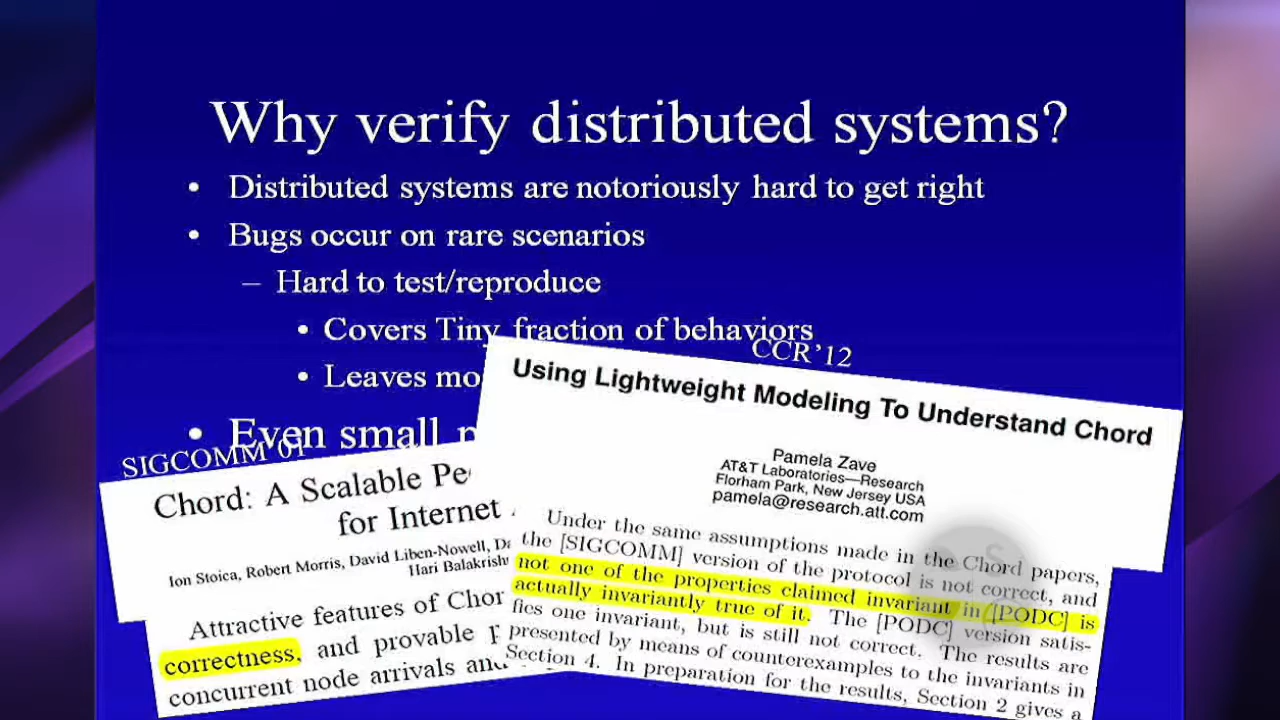 Why verify distributed systems?
• Distributed systems are notoriously hard to get right
• Bugs occur on rare scenarios
– Hard to test/reproduce
• Covers Tiny fraction of behaviors
• Leaves
• Even small
CCR'12
Using Lightweight Modeling To Understand Chord
Pamela Zave
AT&T Laboratories—Research
Florham Park, New Jersey USA
pamela@research.att.com
Under the same assumptions made in the Chord papers,
the [SIGCOMM] version of the protocol is not correct, and
not one of the properties claimed invariant in [PODC] is
actually invariantly true of it. The [PODC] version satis-
fies one invariant, but is still not correct. The results are
presented by means of counterexamples to the invariants in
Section 4. In preparation for the results, Section 2 gives a
SIGCOMM'01
Chord: A Scalable
for Internet
Ion Stoica, Robert Morris, David Liben-Nowell,
Hari
Attractive features of
correctness, and provable
concurrent node arrivals